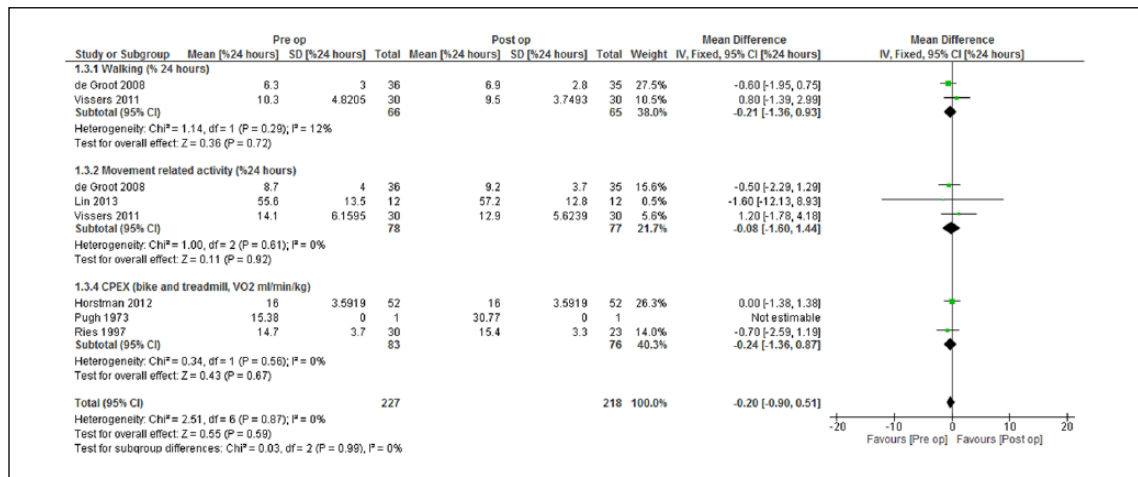 Pre op Post op Mean Difference Mean Difference
Study or Subgroup Mean [%24 hours] SD [%24 hours] Total Mean [%24 hours] SD [%24 hours] Total Weight IV, Fixed, 95% CI [%24 hours] IV, Fixed, 95% CI [%24 hours]
1.3.1 Walking (% 24 hours)
de Groot 2008 6.3 3 36 6.9 2.8 35 27.5% -0.60 [-1.95, 0.75]
Vissers 2011 10.3 4.8205 30 9.5 3.7493 30 10.5% 0.80 [-1.39, 2.99]
Subtotal (95% CI) 66 65 38.0% -0.21 [-1.36, 0.93]
Heterogeneity: Chi² = 1.14, df = 1 (P = 0.29); I² = 12%
Test for overall effect: Z = 0.36 (P = 0.72)
1.3.2 Movement related activity (%24 hours)
de Groot 2008 8.7 4 36 9.2 3.7 35 15.6% -0.50 [-2.29, 1.29]
Lin 2013 55.6 13.5 12 57.2 12.8 12 0.5% -1.60 [-12.13, 8.93]
Vissers 2011 14.1 6.1595 30 12.9 5.6239 30 5.6% 1.20 [-1.78, 4.18]
Subtotal (95% CI) 78 77 21.7% -0.08 [-1.60, 1.44]
Heterogeneity: Chi² = 1.00, df = 2 (P = 0.61); I² = 0%
Test for overall effect: Z = 0.11 (P = 0.92)
1.3.4 CPEX (bike and treadmill, VO2 ml/min/kg)
Horstman 2012 16 3.5919 52 16 3.5919 52 26.3% 0.00 [-1.38, 1.38]
Pugh 1973 15.38 0 1 30.77 0 1 Not estimable
Ries 1997 14.7 3.7 30 15.4 3.3 23 14.0% -0.70 [-2.59, 1.19]
Subtotal (95% CI) 83 76 40.3% -0.24 [-1.36, 0.87]
Heterogeneity: Chi² = 0.34, df = 1 (P = 0.56); I² = 0%
Test for overall effect: Z = 0.43 (P = 0.67)
Total (95% CI) 227 218 100.0% -0.20 [-0.90, 0.51]
Heterogeneity: Chi² = 2.51, df = 6 (P = 0.87); I² = 0%
Test for overall effect: Z = 0.55 (P = 0.59)
Test for subgroup differences: Chi² = 0.03, df = 2 (P = 0.99), I² = 0%
-20 -10 0 10 20
Favours [Pre op] Favours [Post op]